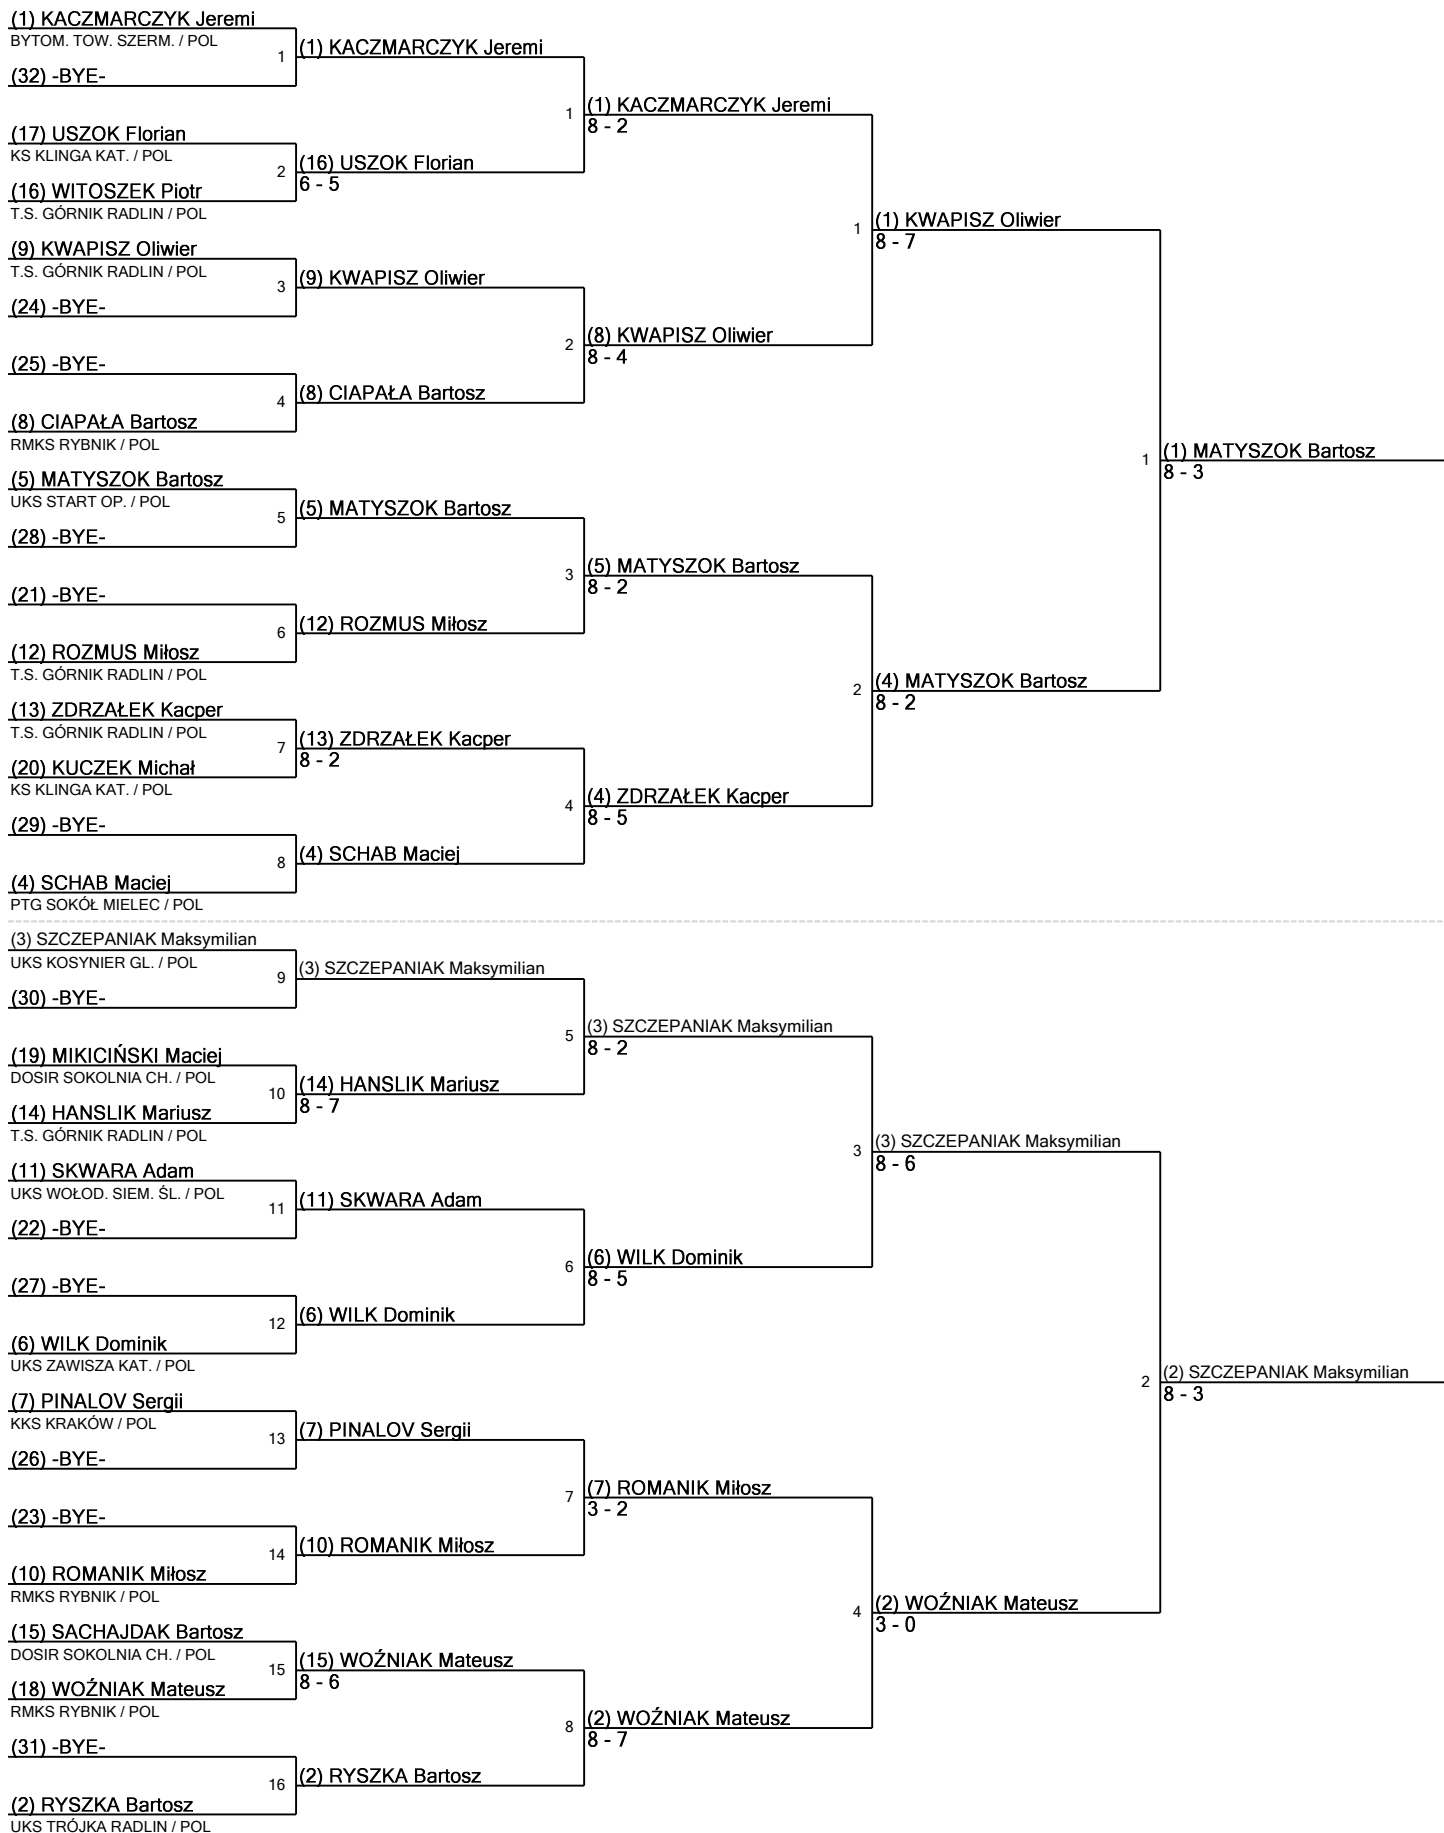 (1) KACZMARCZYK Jeremi
BYTOM. TOW. SZERM. / POL
1
(32) -BYE-
(17) USZOK Florian
KS KLINGA KAT. / POL
2
(16) WITOSZEK Piotr
T.S. GÓRNIK RADLIN / POL
(9) KWAPISZ Oliwier
T.S. GÓRNIK RADLIN / POL
3
(24) -BYE-
(25) -BYE-
4
(8) CIAPAŁA Bartosz
RMKS RYBNIK / POL
(5) MATYSZOK Bartosz
UKS START OP. / POL
5
(28) -BYE-
(21) -BYE-
6
(12) ROZMUS Miłosz
T.S. GÓRNIK RADLIN / POL
(13) ZDRZAŁEK Kacper
T.S. GÓRNIK RADLIN / POL
7
(20) KUCZEK Michał
KS KLINGA KAT. / POL
(29) -BYE-
8
(4) SCHAB Maciej
PTG SOKÓŁ MIELEC / POL
(3) SZCZEPANIAK Maksymilian
UKS KOSYNIER GL. / POL
9
(30) -BYE-
(19) MIKICIŃSKI Maciej
DOSIR SOKOLNIA CH. / POL
10
(14) HANSLIK Mariusz
T.S. GÓRNIK RADLIN / POL
(11) SKWARA Adam
UKS WOŁOD. SIEM. ŚL. / POL
11
(22) -BYE-
(27) -BYE-
12
(6) WILK Dominik
UKS ZAWISZA KAT. / POL
(7) PINALOV Sergii
KKS KRAKÓW / POL
13
(26) -BYE-
(23) -BYE-
14
(10) ROMANIK Miłosz
RMKS RYBNIK / POL
(15) SACHAJDAK Bartosz
DOSIR SOKOLNIA CH. / POL
15
(18) WOŹNIAK Mateusz
RMKS RYBNIK / POL
(31) -BYE-
16
(2) RYSZKA Bartosz
UKS TRÓJKA RADLIN / POL
(1) KACZMARCZYK Jeremi
1
(16) USZOK Florian
6 - 5
(9) KWAPISZ Oliwier
2
(8) CIAPAŁA Bartosz
(5) MATYSZOK Bartosz
3
(12) ROZMUS Miłosz
(13) ZDRZAŁEK Kacper
8 - 2
4
(4) SCHAB Maciej
(3) SZCZEPANIAK Maksymilian
5
(14) HANSLIK Mariusz
8 - 7
(11) SKWARA Adam
6
(6) WILK Dominik
(7) PINALOV Sergii
7
(10) ROMANIK Miłosz
(15) WOŹNIAK Mateusz
8 - 6
8
(2) RYSZKA Bartosz
(1) KACZMARCZYK Jeremi
8 - 2
1
(8) KWAPISZ Oliwier
8 - 4
(5) MATYSZOK Bartosz
8 - 2
2
(4) ZDRZAŁEK Kacper
8 - 5
(3) SZCZEPANIAK Maksymilian
8 - 2
3
(6) WILK Dominik
8 - 5
(7) ROMANIK Miłosz
3 - 2
4
(2) WOŹNIAK Mateusz
8 - 7
(1) KWAPISZ Oliwier
8 - 7
1
(4) MATYSZOK Bartosz
8 - 2
(3) SZCZEPANIAK Maksymilian
8 - 6
2
(2) WOŹNIAK Mateusz
3 - 0
(1) MATYSZOK Bartosz
8 - 3
(2) SZCZEPANIAK Maksymilian
8 - 3